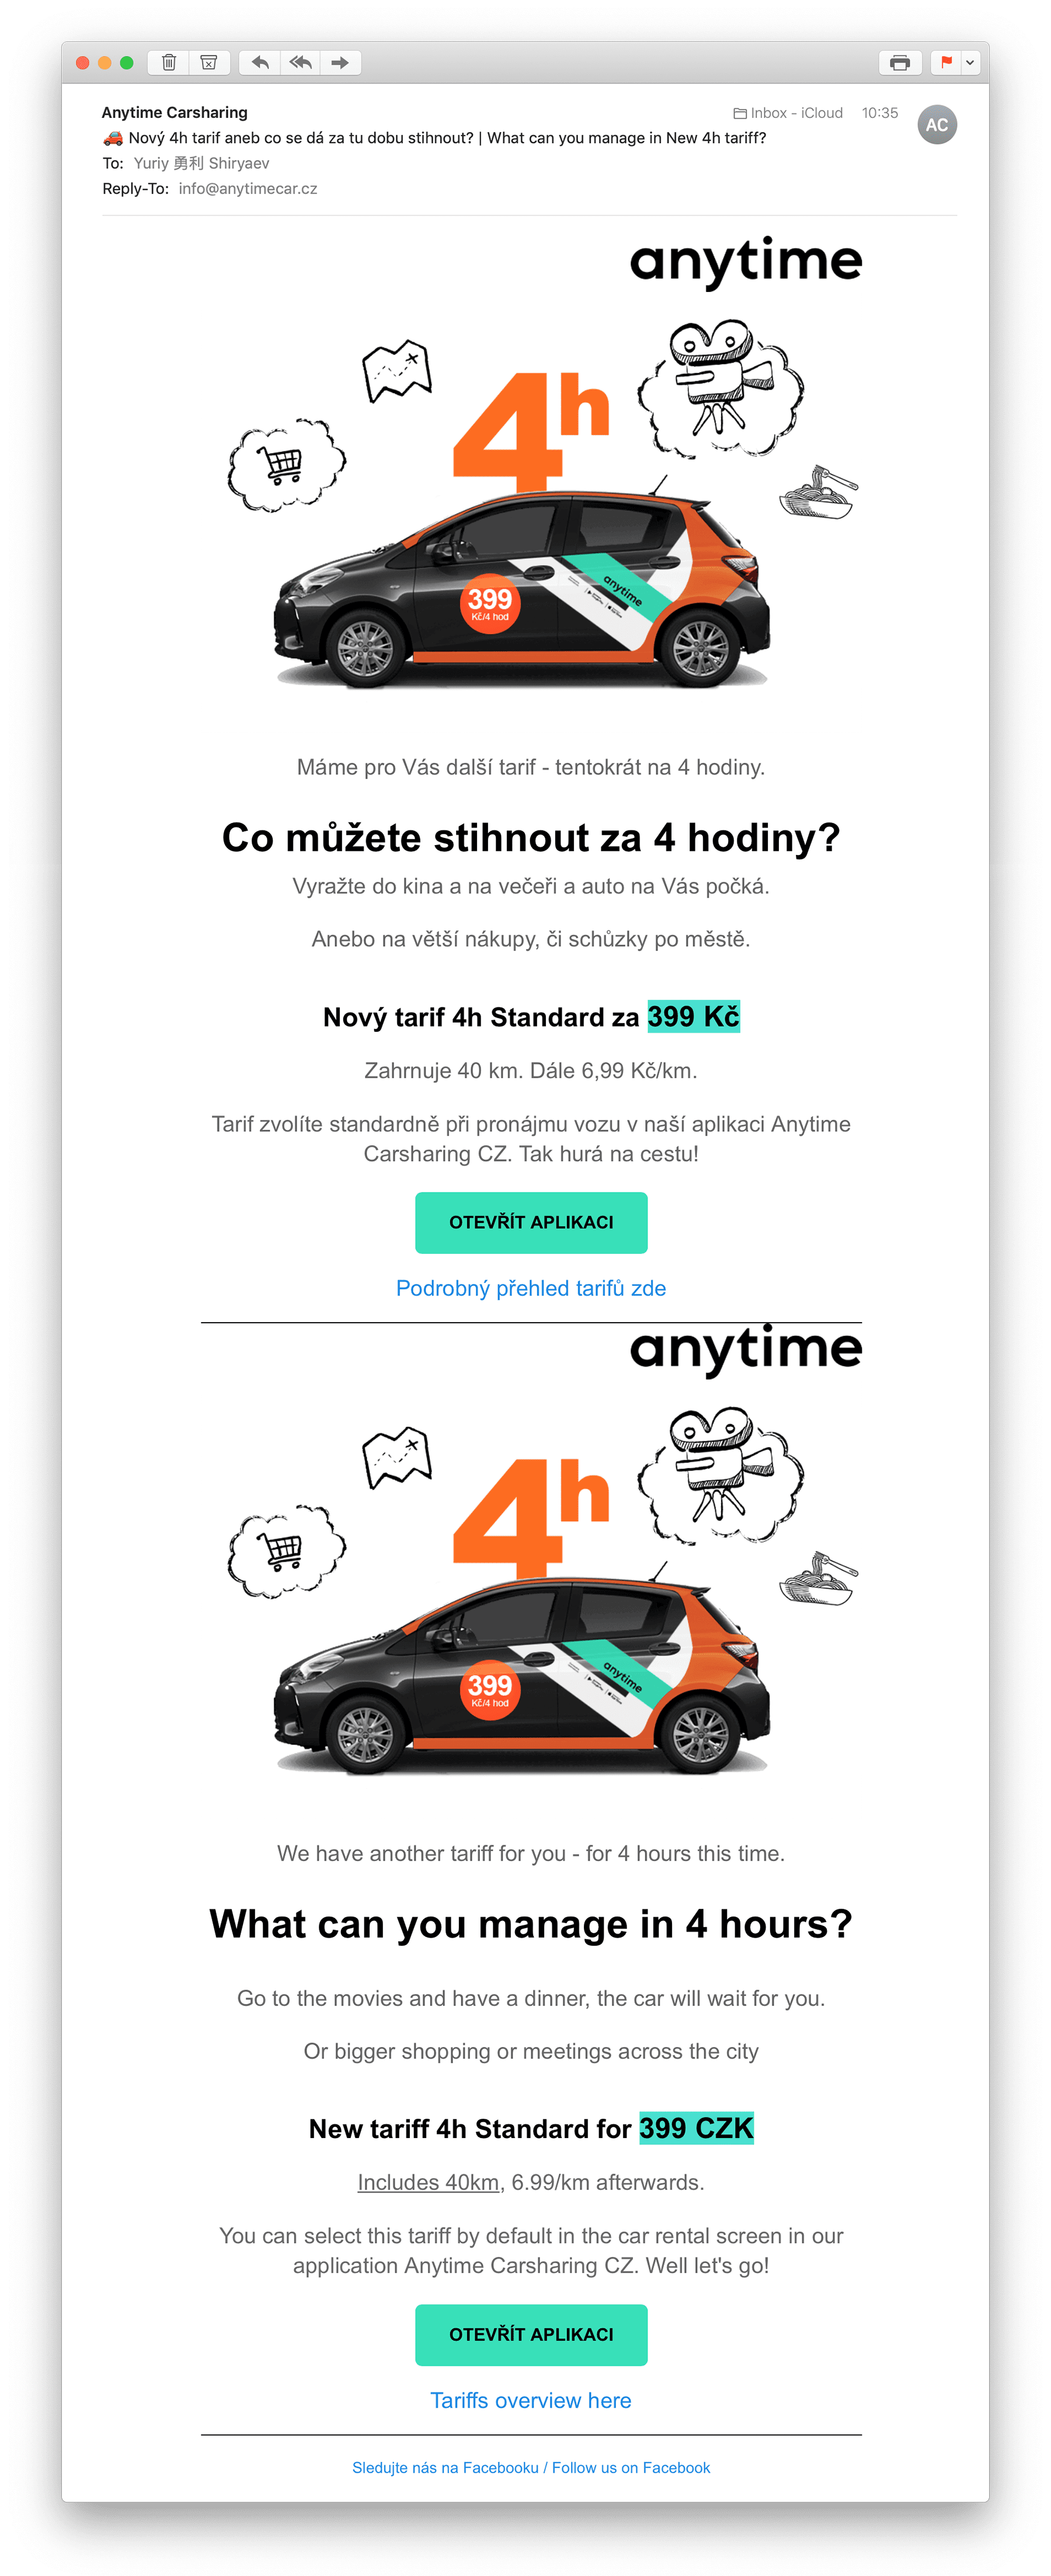 Anytime Carsharing
Inbox - iCloud 10:35
AC
🚗 Nový 4h tarif aneb co se dá za tu dobu stihnout? | What can you manage in New 4h tariff?
To: Yuriy 勇利 Shiryaev
Reply-To: info@anytimecar.cz
anytime
4h
anytime
399
Kč/4 hod
Máme pro Vás další tarif - tentokrát na 4 hodiny.
Co můžete stihnout za 4 hodiny?
Vyražte do kina a na večeři a auto na Vás počká.
Anebo na větší nákupy, či schůzky po městě.
Nový tarif 4h Standard za 399 Kč
Zahrnuje 40 km. Dále 6,99 Kč/km.
Tarif zvolíte standardně při pronájmu vozu v naší aplikaci Anytime
Carsharing CZ. Tak hurá na cestu!
OTEVŘÍT APLIKACI
Podrobný přehled tarifů zde
anytime
4h
anytime
399
Kč/4 hod
We have another tariff for you - for 4 hours this time.
What can you manage in 4 hours?
Go to the movies and have a dinner, the car will wait for you.
Or bigger shopping or meetings across the city
New tariff 4h Standard for 399 CZK
Includes 40km, 6.99/km afterwards.
You can select this tariff by default in the car rental screen in our
application Anytime Carsharing CZ. Well let's go!
OTEVŘÍT APLIKACI
Tariffs overview here
Sledujte nás na Facebooku / Follow us on Facebook